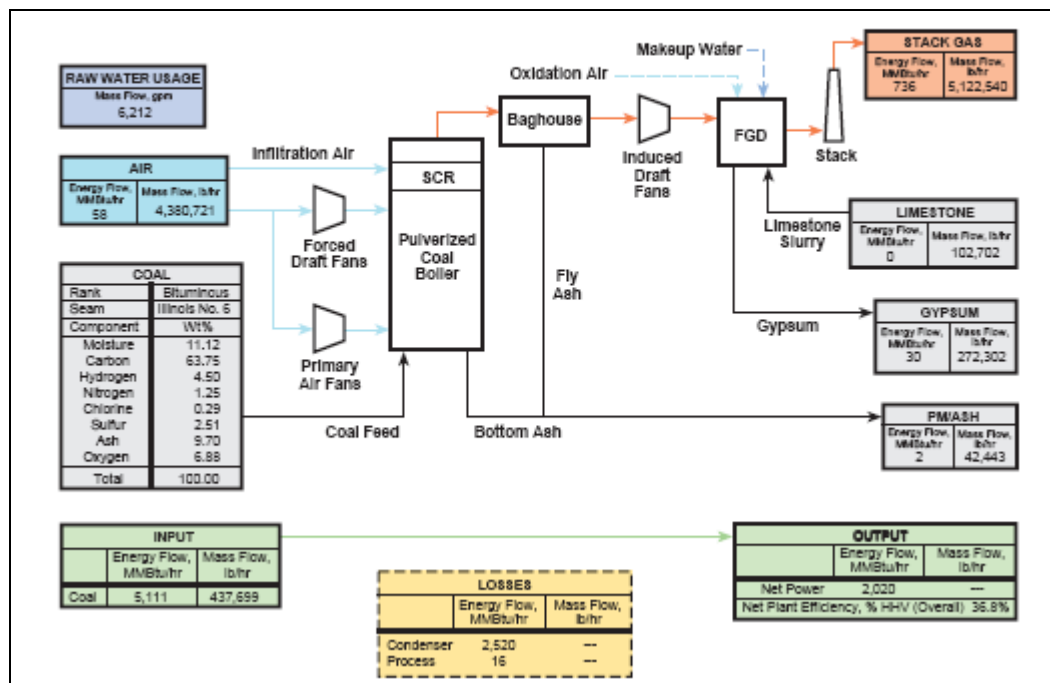 RAW WATER USAGE
Mass Flow, gpm
6,212
AIR
Energy Flow, MMBtu/hr
Mass Flow, lb/hr
58
4,380,721
COAL
Rank Bituminous
Seam Illinois No. 6
Component Wt%
Moisture 11.12
Carbon 63.75
Hydrogen 4.50
Nitrogen 1.25
Chlorine 0.29
Sulfur 2.51
Ash 9.70
Oxygen 6.88
Total 100.00
Infiltration Air
Forced
Draft Fans
Primary
Air Fans
Coal Feed
SCR
Pulverized
Coal
Boiler
Bottom Ash
Baghouse
Fly
Ash
Induced
Draft
Fans
Oxidation Air
Makeup Water
FGD
Stack
Limestone
Slurry
Gypsum
STACK GAS
Energy Flow, MMBtu/hr
Mass Flow, lb/hr
736
5,122,540
LIMESTONE
Energy Flow, MMBtu/hr
Mass Flow, lb/hr
0
102,702
GYPSUM
Energy Flow, MMBtu/hr
Mass Flow, lb/hr
30
272,302
PM/ASH
Energy Flow, MMBtu/hr
Mass Flow, lb/hr
2
42,443
INPUT
Energy Flow, MMBtu/hr
Mass Flow, lb/hr
Coal 5,111 437,699
LOSSES
Energy Flow, MMBtu/hr
Mass Flow, lb/hr
Condenser 2,520 ---
Process 16 ---
OUTPUT
Energy Flow, MMBtu/hr
Mass Flow, lb/hr
Net Power 2,020 ---
Net Plant Efficiency, % HHV (Overall) 36.8%